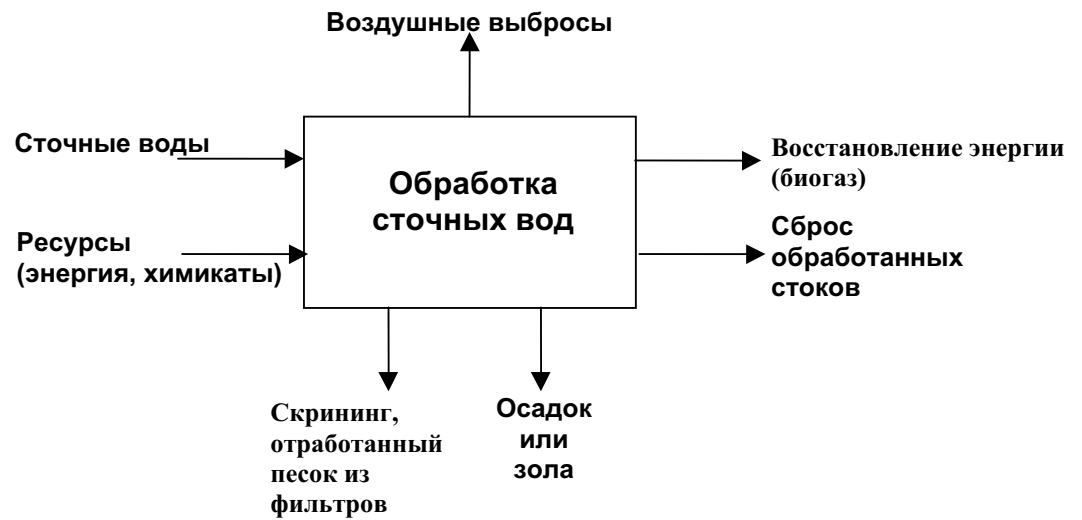 Воздушные выбросы
Сточные воды
Ресурсы
(энергия, химикаты)
Обработка
сточных вод
Восстановление энергии
(биогаз)
Сброс
обработанных
стоков
Скрининг,
отработанный
песок из
фильтров
Осадок
или
зола